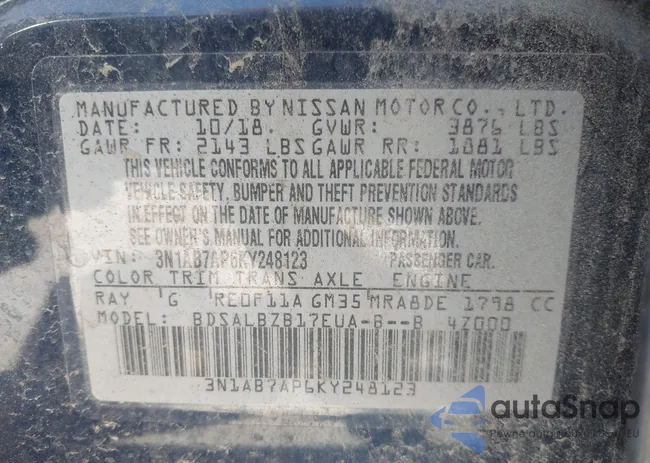 MANUFACTURED BY NISSAN MOTOR CO., LTD.
DATE: 10/18. GVWR: 3876 LBS
GAWR FR: 2143 LBS GAWR RR: 1881 LBS
THIS VEHICLE CONFORMS TO ALL APPLICABLE FEDERAL MOTOR
VEHICLE SAFETY, BUMPER AND THEFT PREVENTION STANDARDS
IN EFFECT ON THE DATE OF MANUFACTURE SHOWN ABOVE.
SEE OWNER'S MANUAL FOR ADDITIONAL INFORMATION.
VIN: 3N1AB7AP6KY248123 PASSENGER CAR.
COLOR TRIM TRANS AXLE ENGINE
RAY G RE0F11A GM35 MRA8DE 1798 CC
MODEL: BDSALBZB17EUA-B--B 4Z000
3N1AB7AP6KY248123
autoSnap